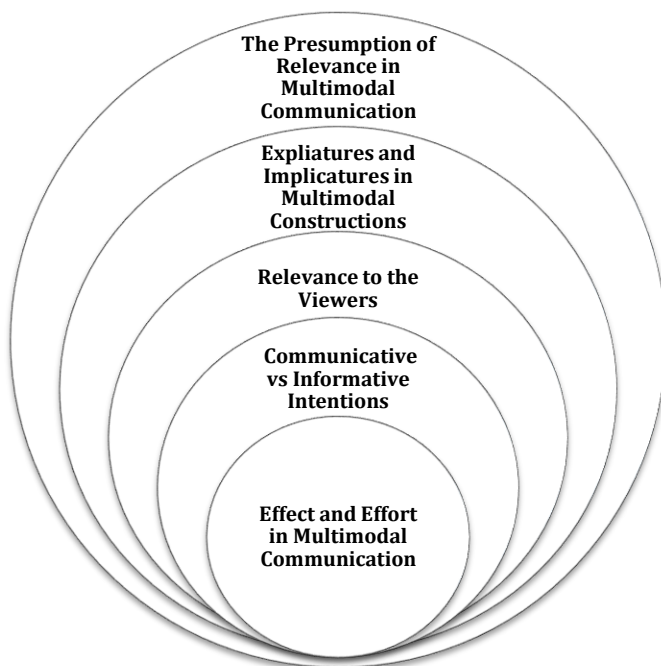 The Presumption of
Relevance in
Multimodal
Communication
Expliatures and
Implicatures in
Multimodal
Constructions
Relevance to the
Viewers
Communicative
vs Informative
Intentions
Effect and Effort
in Multimodal
Communication